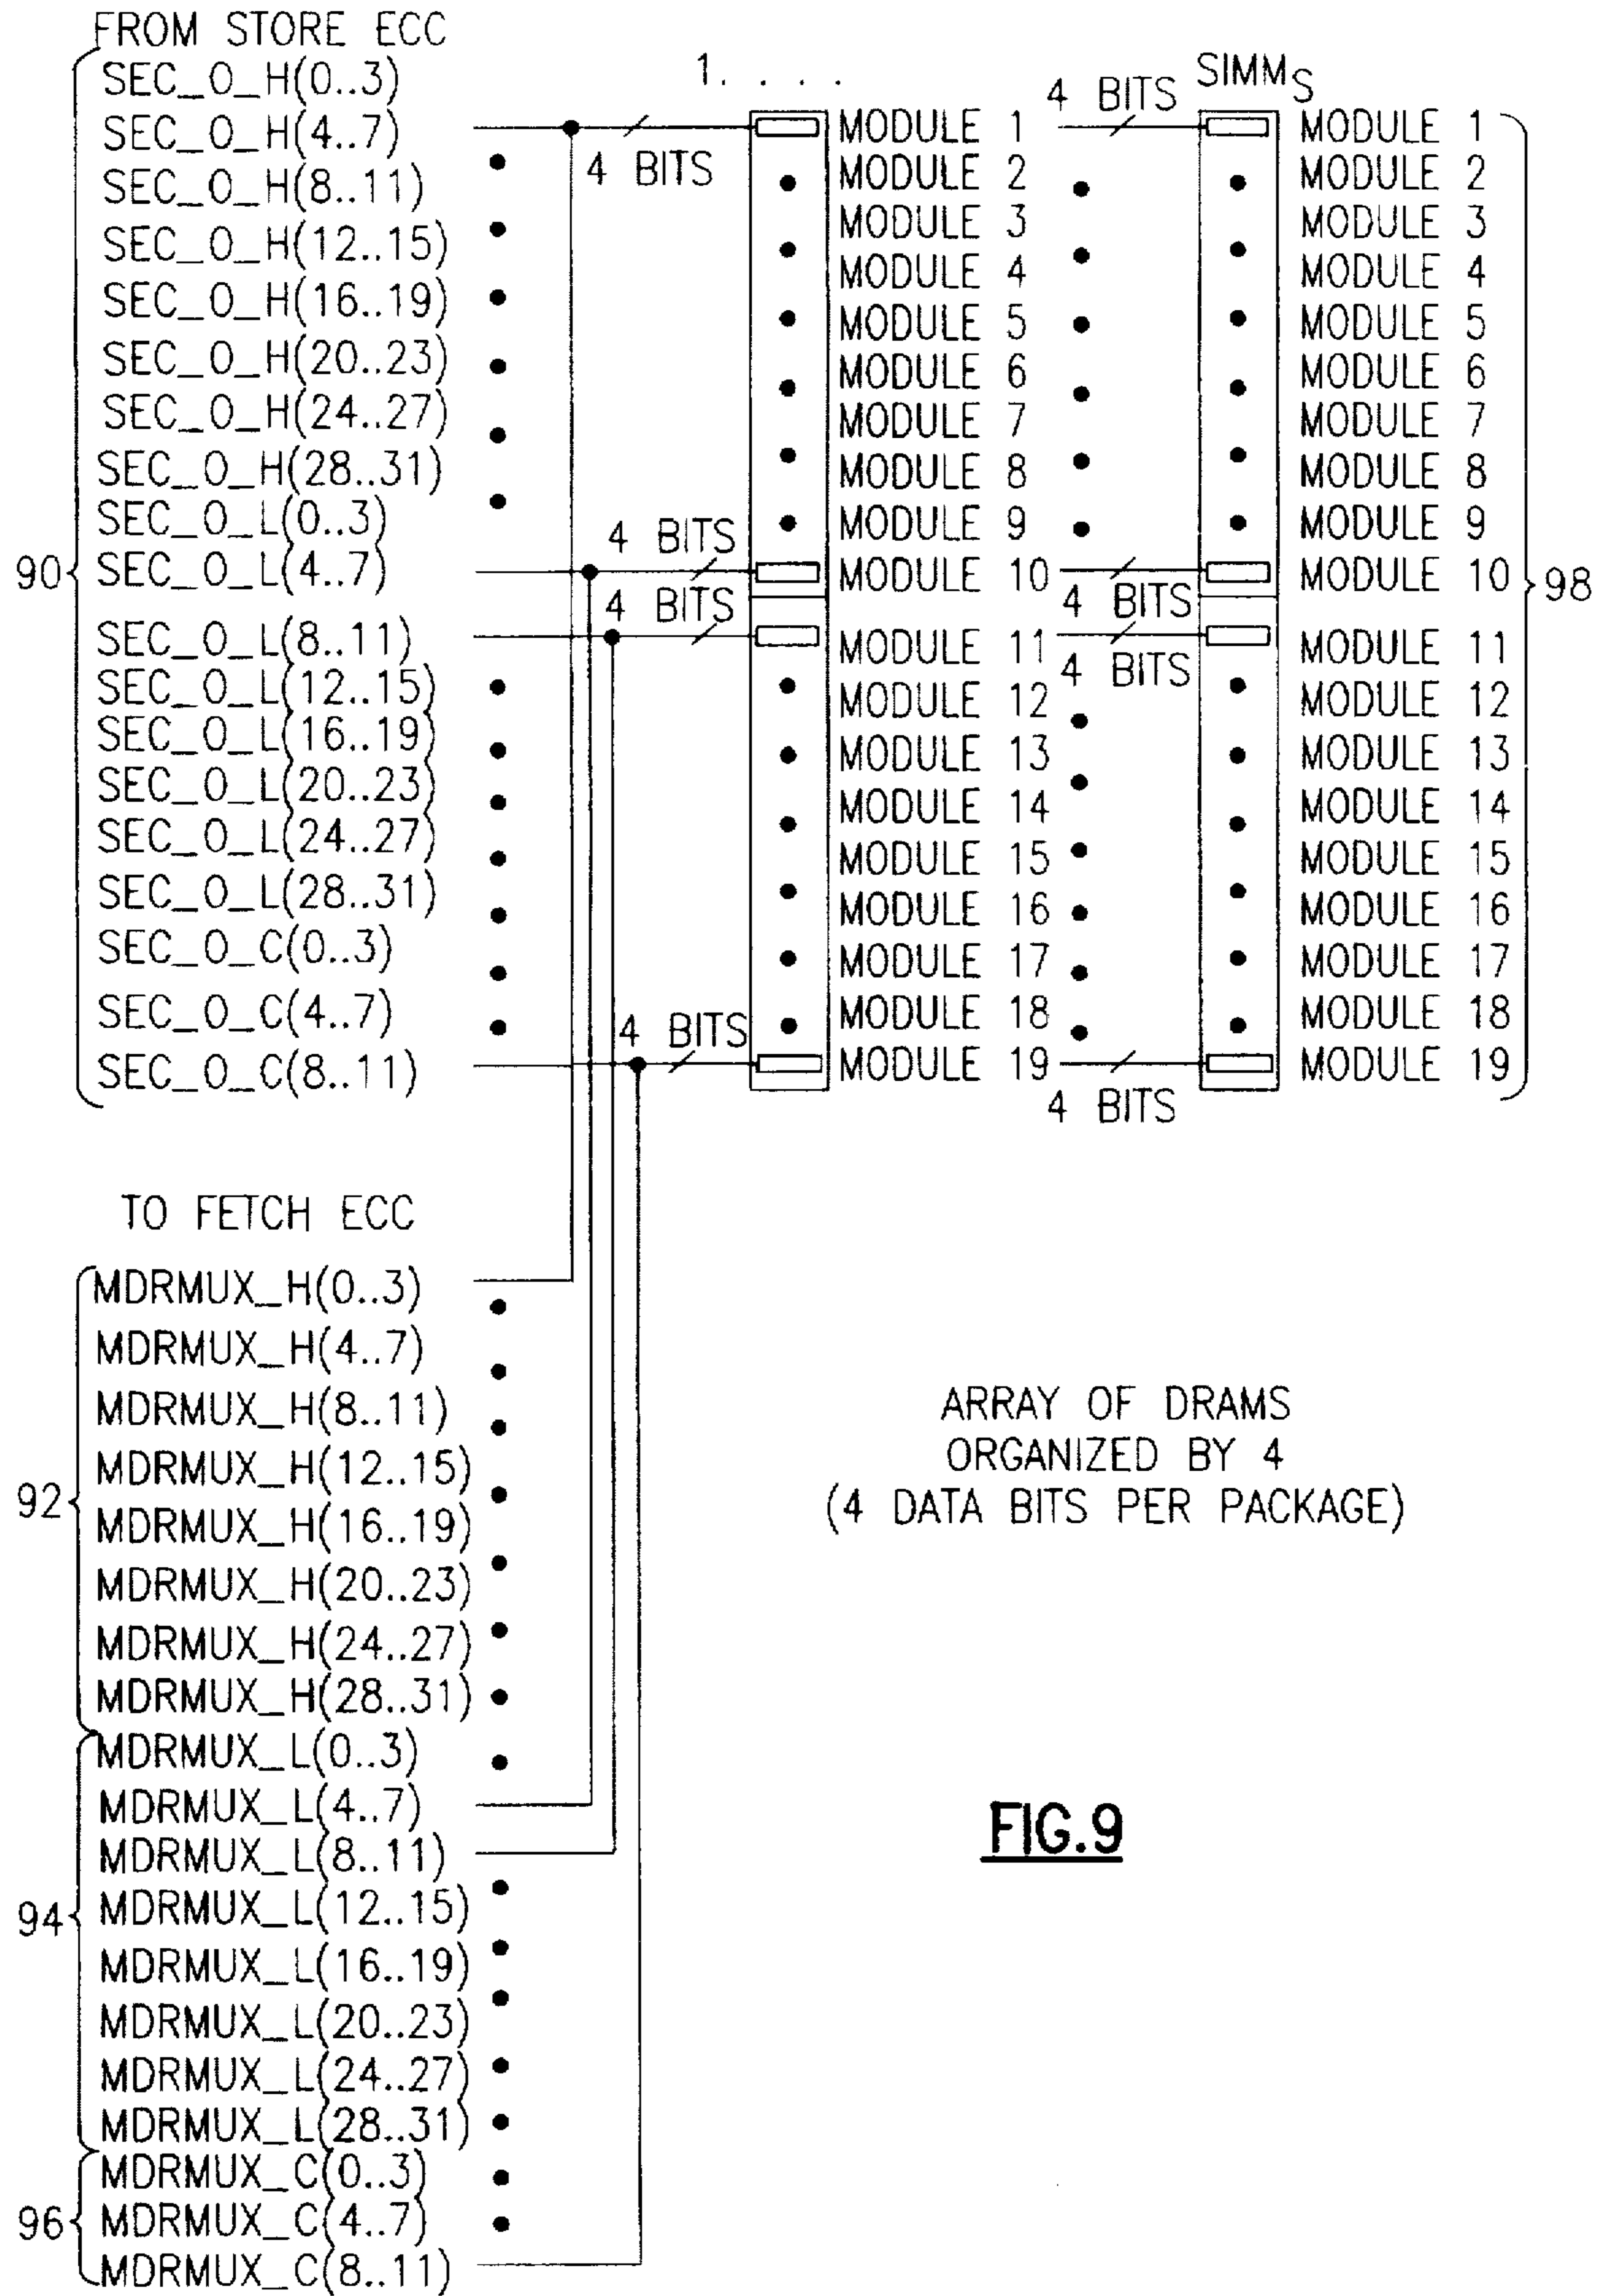 FROM STORE ECC
SEC_0_H(0..3)
SEC_0_H(4..7)
SEC_0_H(8..11)
SEC_0_H(12..15)
SEC_0_H(16..19)
SEC_0_H(20..23)
SEC_0_H(24..27)
SEC_0_H(28..31)
SEC_0_L(0..3)
SEC_0_L(4..7)
SEC_0_L(8..11)
SEC_0_L(12..15)
SEC_0_L(16..19)
SEC_0_L(20..23)
SEC_0_L(24..27)
SEC_0_L(28..31)
SEC_0_C(0..3)
SEC_0_C(4..7)
SEC_0_C(8..11)
90
4 BITS
4 BITS
4 BITS
4 BITS
1. . . .
MODULE 1
MODULE 2
MODULE 3
MODULE 4
MODULE 5
MODULE 6
MODULE 7
MODULE 8
MODULE 9
MODULE 10
MODULE 11
MODULE 12
MODULE 13
MODULE 14
MODULE 15
MODULE 16
MODULE 17
MODULE 18
MODULE 19
4 BITS
4 BITS
4 BITS
4 BITS
SIMMS
MODULE 1
MODULE 2
MODULE 3
MODULE 4
MODULE 5
MODULE 6
MODULE 7
MODULE 8
MODULE 9
MODULE 10
MODULE 11
MODULE 12
MODULE 13
MODULE 14
MODULE 15
MODULE 16
MODULE 17
MODULE 18
MODULE 19
98
TO FETCH ECC
MDRMUX_H(0..3)
MDRMUX_H(4..7)
MDRMUX_H(8..11)
MDRMUX_H(12..15)
MDRMUX_H(16..19)
MDRMUX_H(20..23)
MDRMUX_H(24..27)
MDRMUX_H(28..31)
92
MDRMUX_L(0..3)
MDRMUX_L(4..7)
MDRMUX_L(8..11)
MDRMUX_L(12..15)
MDRMUX_L(16..19)
MDRMUX_L(20..23)
MDRMUX_L(24..27)
MDRMUX_L(28..31)
94
MDRMUX_C(0..3)
MDRMUX_C(4..7)
MDRMUX_C(8..11)
96
ARRAY OF DRAMS
ORGANIZED BY 4
(4 DATA BITS PER PACKAGE)
FIG.9